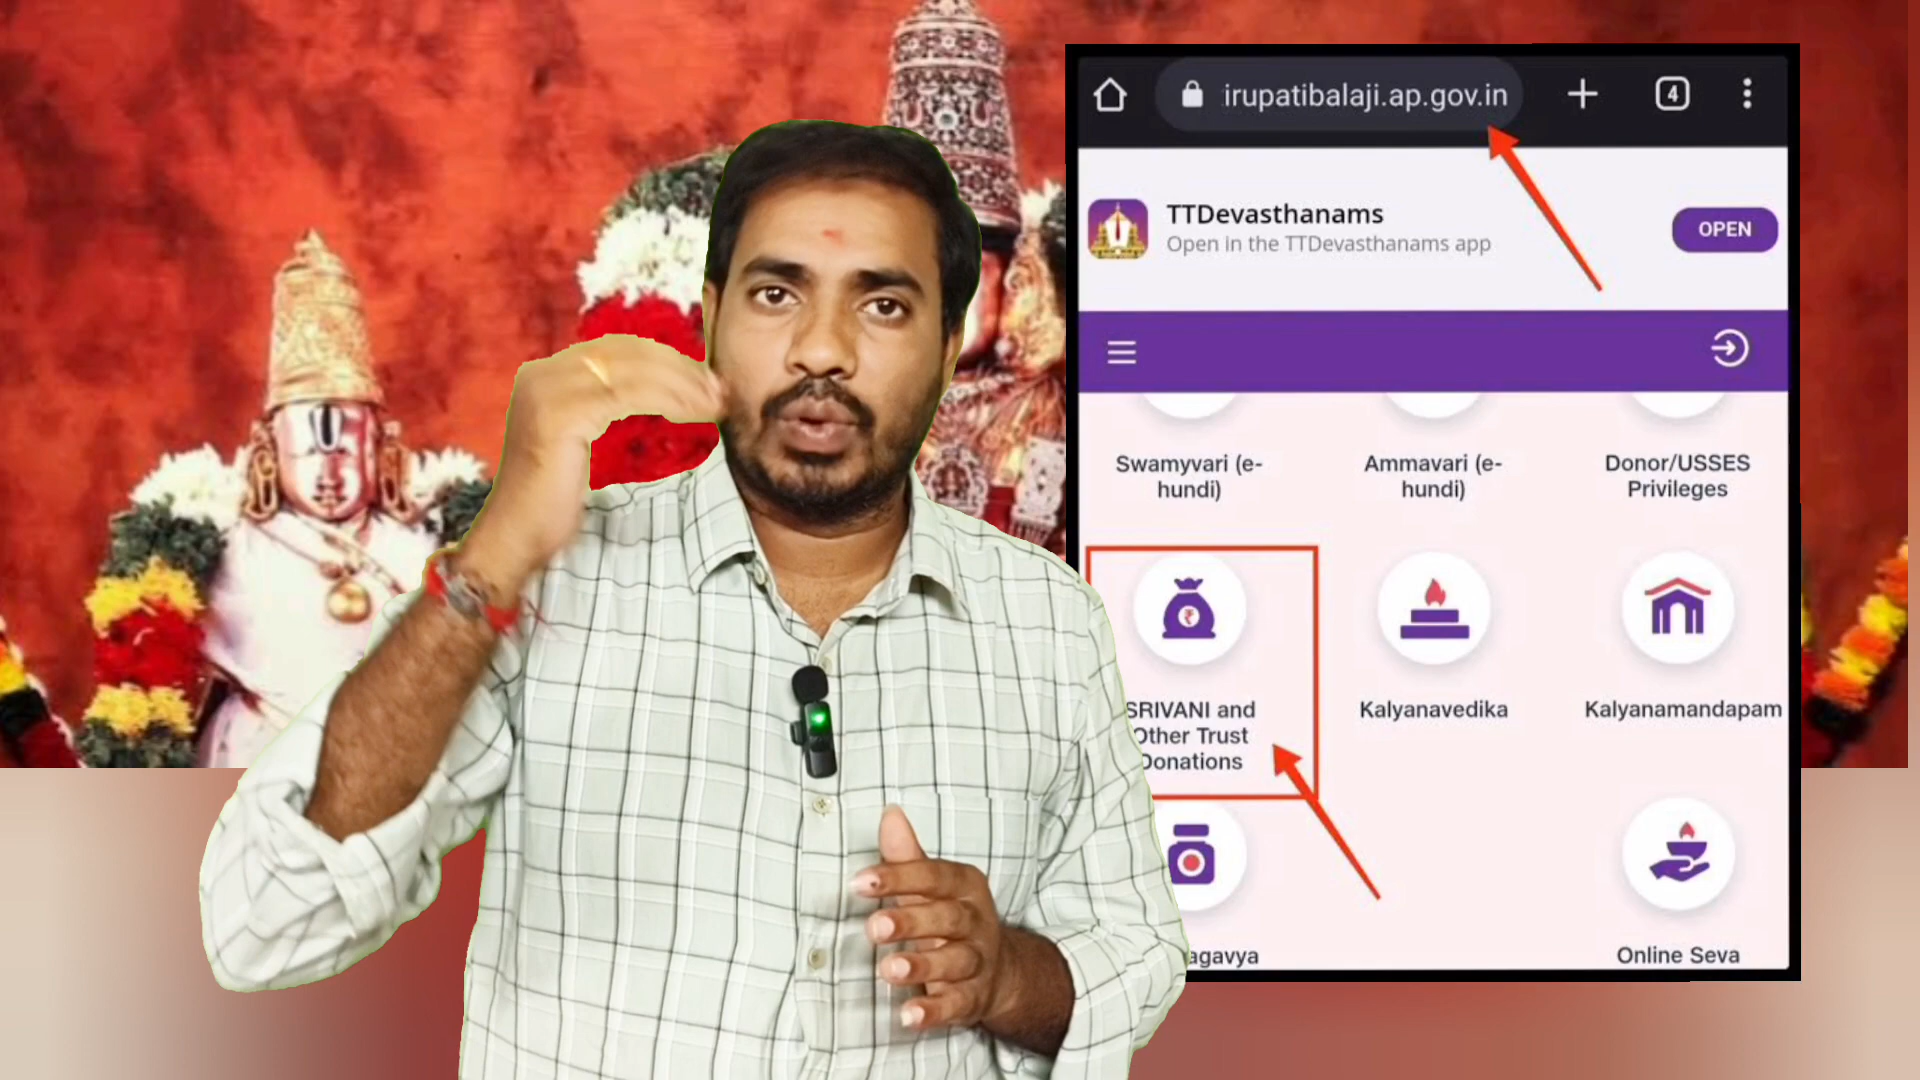 irupatibalaji.ap.gov.in
4
TTDevasthanams
Open in the TTDevasthanams app
OPEN
Swamyvari (e-
hundi)
Ammavari (e-
hundi)
Donor/USSES
Privileges
SRIVANI and
Other Trust
Donations
Kalyanavedika
Kalyanamandapam
agavya
Online Seva